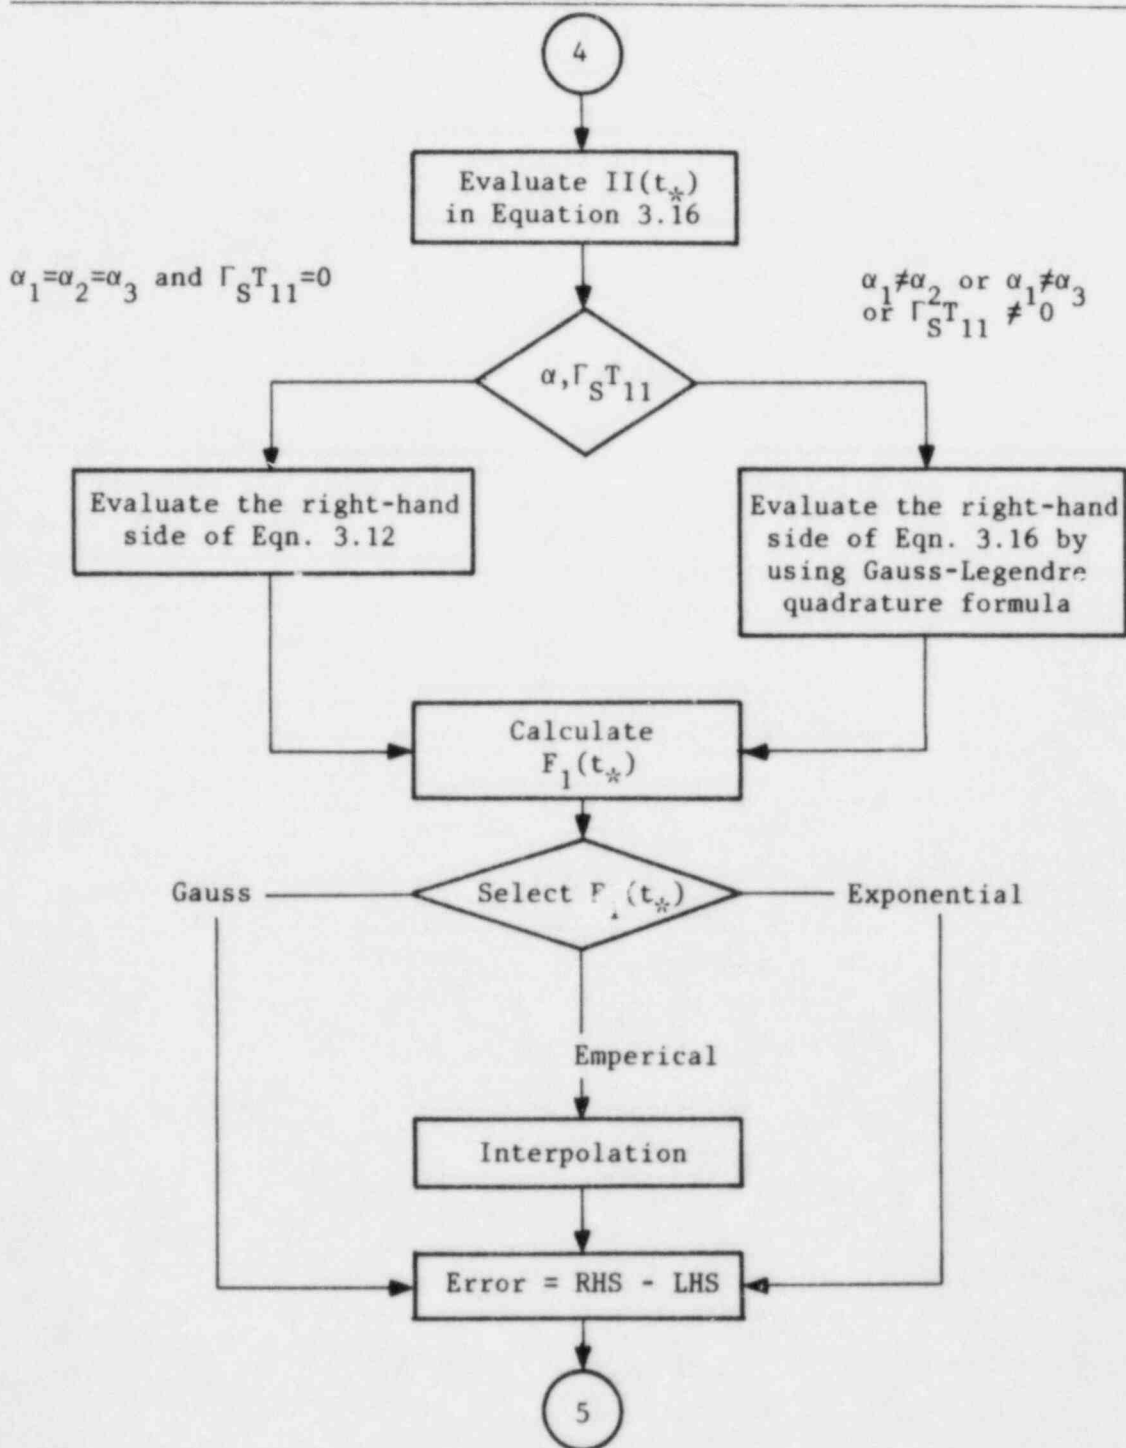 4
Evaluate II(t*)
in Equation 3.16
α1=α2=α3 and ΓST11=0
α1≠α2 or α1≠α3
or ΓST11 ≠ 0
α,ΓST11
Evaluate the right-hand
side of Eqn. 3.12
Evaluate the right-hand
side of Eqn. 3.16 by
using Gauss-Legendre
quadrature formula
Calculate
F1(t*)
Gauss
Select F1(t*)
Exponential
Emperical
Interpolation
Error = RHS - LHS
5